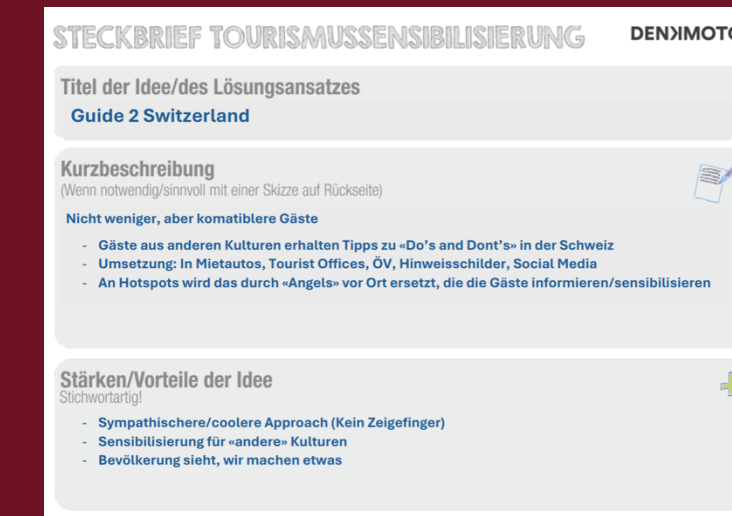 STECKBRIEF TOURISMUSSENSIBILISIERUNG
Titel der Idee/des Lösungsansatzes
Guide 2 Switzerland
Kurzbeschreibung
(Wenn notwendig/sinnvoll mit einer Skizze auf Rückseite)
Nicht weniger, aber komatiblere Gäste
- Gäste aus anderen Kulturen erhalten Tipps zu «Do's and Dont's» in der Schweiz
- Umsetzung: In Mietautos, Tourist Offices, ÖV, Hinweisschilder, Social Media
- An Hotspots wird das durch «Angels» vor Ort ersetzt, die die Gäste informieren/sensibilisieren
Stärken/Vorteile der Idee
Stichwortartig!
- Sympathischere/coolere Approach (Kein Zeigefinger)
- Sensibilisierung für «andere» Kulturen
- Bevölkerung sieht, wir machen etwas